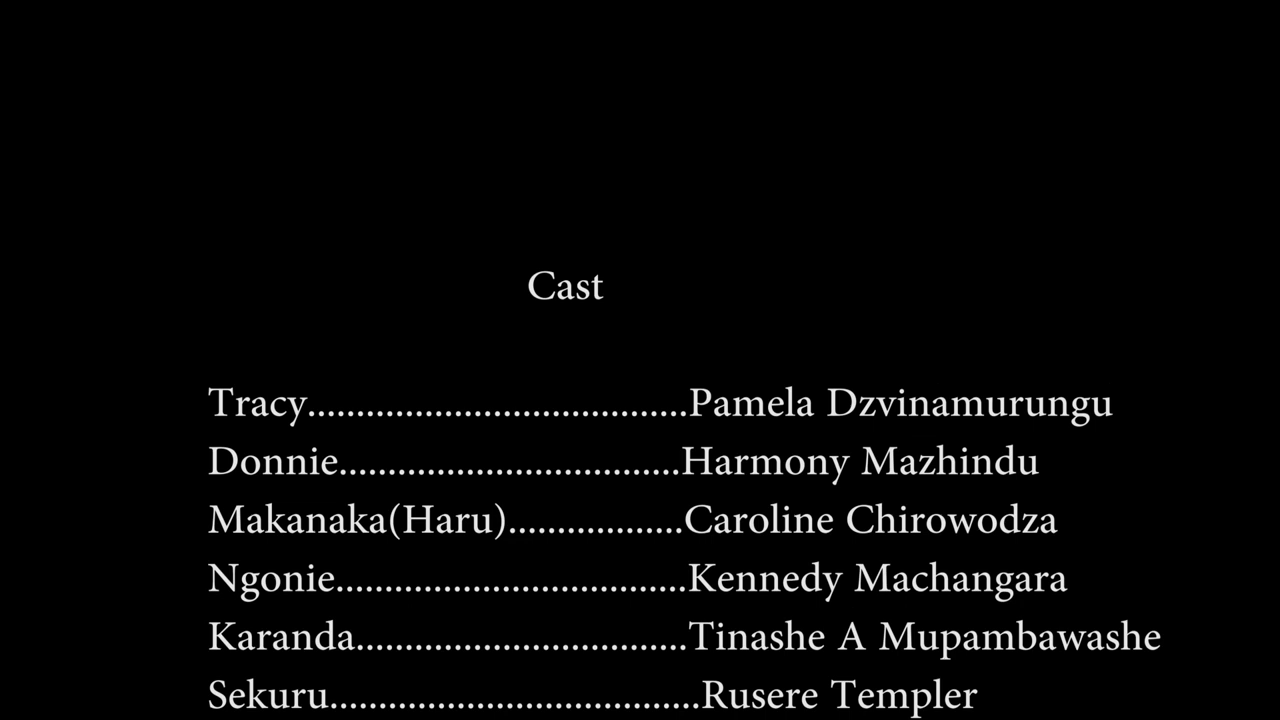 Cast
Tracy.......................................Pamela Dzvinamurungu
Donnie...................................Harmony Mazhindu
Makanaka(Haru)..................Caroline Chirowodza
Ngonie....................................Kennedy Machangara
Karanda..................................Tinashe A Mupambawashe
Sekuru......................................Rusere Templer